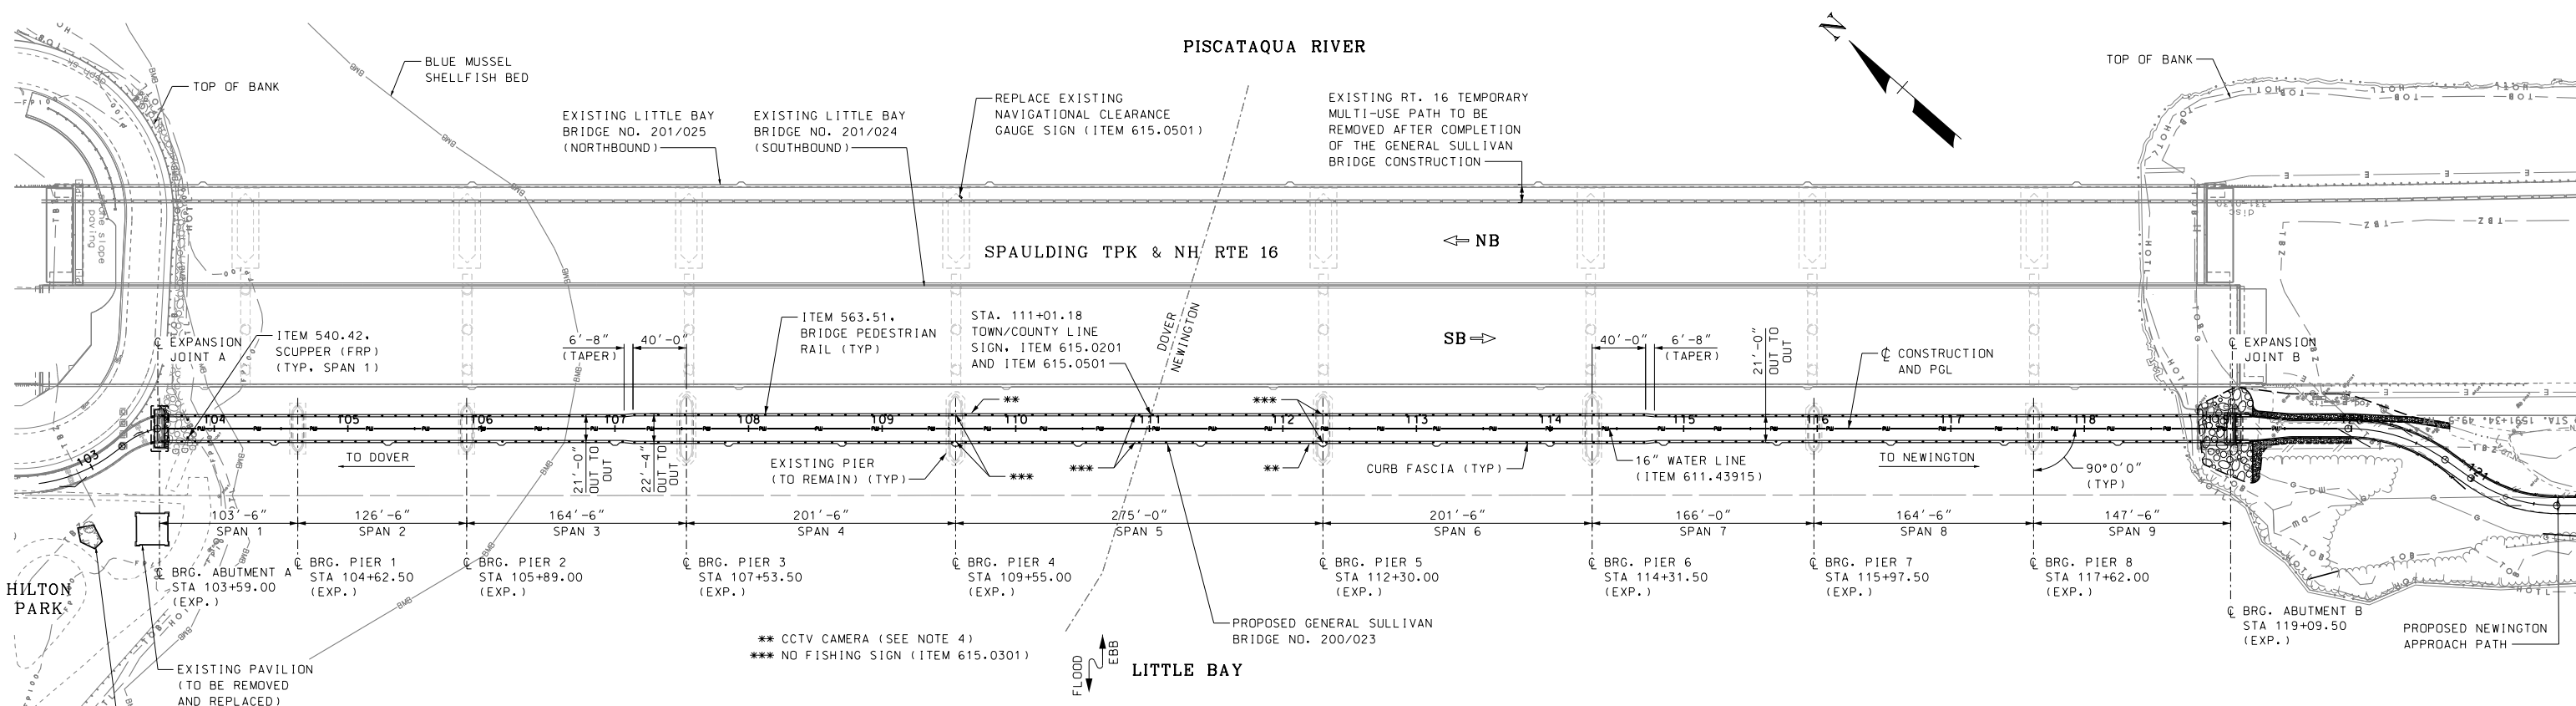 PISCATAQUA RIVER
N
TOP OF BANK
BLUE MUSSEL
SHELLFISH BED
BMB
EXISTING LITTLE BAY
BRIDGE NO. 201/025
(NORTHBOUND)
EXISTING LITTLE BAY
BRIDGE NO. 201/024
(SOUTHBOUND)
REPLACE EXISTING
NAVIGATIONAL CLEARANCE
GAUGE SIGN (ITEM 615.0501)
EXISTING RT. 16 TEMPORARY
MULTI-USE PATH TO BE
REMOVED AFTER COMPLETION
OF THE GENERAL SULLIVAN
BRIDGE CONSTRUCTION
TOP OF BANK
stone slope
paving
SPAULDING TPK & NH RTE 16
NB
SB
DOVER
NEWINGTON
℄ EXPANSION
JOINT A
ITEM 540.42,
SCUPPER (FRP)
(TYP. SPAN 1)
6'-8"
(TAPER)
40'-0"
ITEM 563.51,
BRIDGE PEDESTRIAN
RAIL (TYP)
STA. 111+01.18
TOWN/COUNTY LINE
SIGN, ITEM 615.0201
AND ITEM 615.0501
40'-0"
6'-8"
(TAPER)
21'-0"
OUT TO
OUT
℄ CONSTRUCTION
AND PGL
℄ EXPANSION
JOINT B
**
***
103
104
105
106
107
108
109
110
111
112
113
114
115
116
117
118
119
121
TO DOVER
21'-0"
OUT TO
OUT
22'-4"
OUT TO
OUT
EXISTING PIER
(TO REMAIN) (TYP)
***
***
**
CURB FASCIA (TYP)
16" WATER LINE
(ITEM 611.43915)
TO NEWINGTON
90°0'0"
(TYP)
103'-6"
SPAN 1
126'-6"
SPAN 2
164'-6"
SPAN 3
201'-6"
SPAN 4
275'-0"
SPAN 5
201'-6"
SPAN 6
166'-0"
SPAN 7
164'-6"
SPAN 8
147'-6"
SPAN 9
℄ BRG. ABUTMENT A
STA 103+59.00
(EXP.)
℄ BRG. PIER 1
STA 104+62.50
(EXP.)
℄ BRG. PIER 2
STA 105+89.00
(EXP.)
℄ BRG. PIER 3
STA 107+53.50
(EXP.)
℄ BRG. PIER 4
STA 109+55.00
(EXP.)
℄ BRG. PIER 5
STA 112+30.00
(EXP.)
℄ BRG. PIER 6
STA 114+31.50
(EXP.)
℄ BRG. PIER 7
STA 115+97.50
(EXP.)
℄ BRG. PIER 8
STA 117+62.00
(EXP.)
℄ BRG. ABUTMENT B
STA 119+09.50
(EXP.)
HILTON
PARK
EXISTING PAVILION
(TO BE REMOVED
AND REPLACED)
** CCTV CAMERA (SEE NOTE 4)
*** NO FISHING SIGN (ITEM 615.0301)
FLOOD
EBB
LITTLE BAY
PROPOSED GENERAL SULLIVAN
BRIDGE NO. 200/023
PROPOSED NEWINGTON
APPROACH PATH